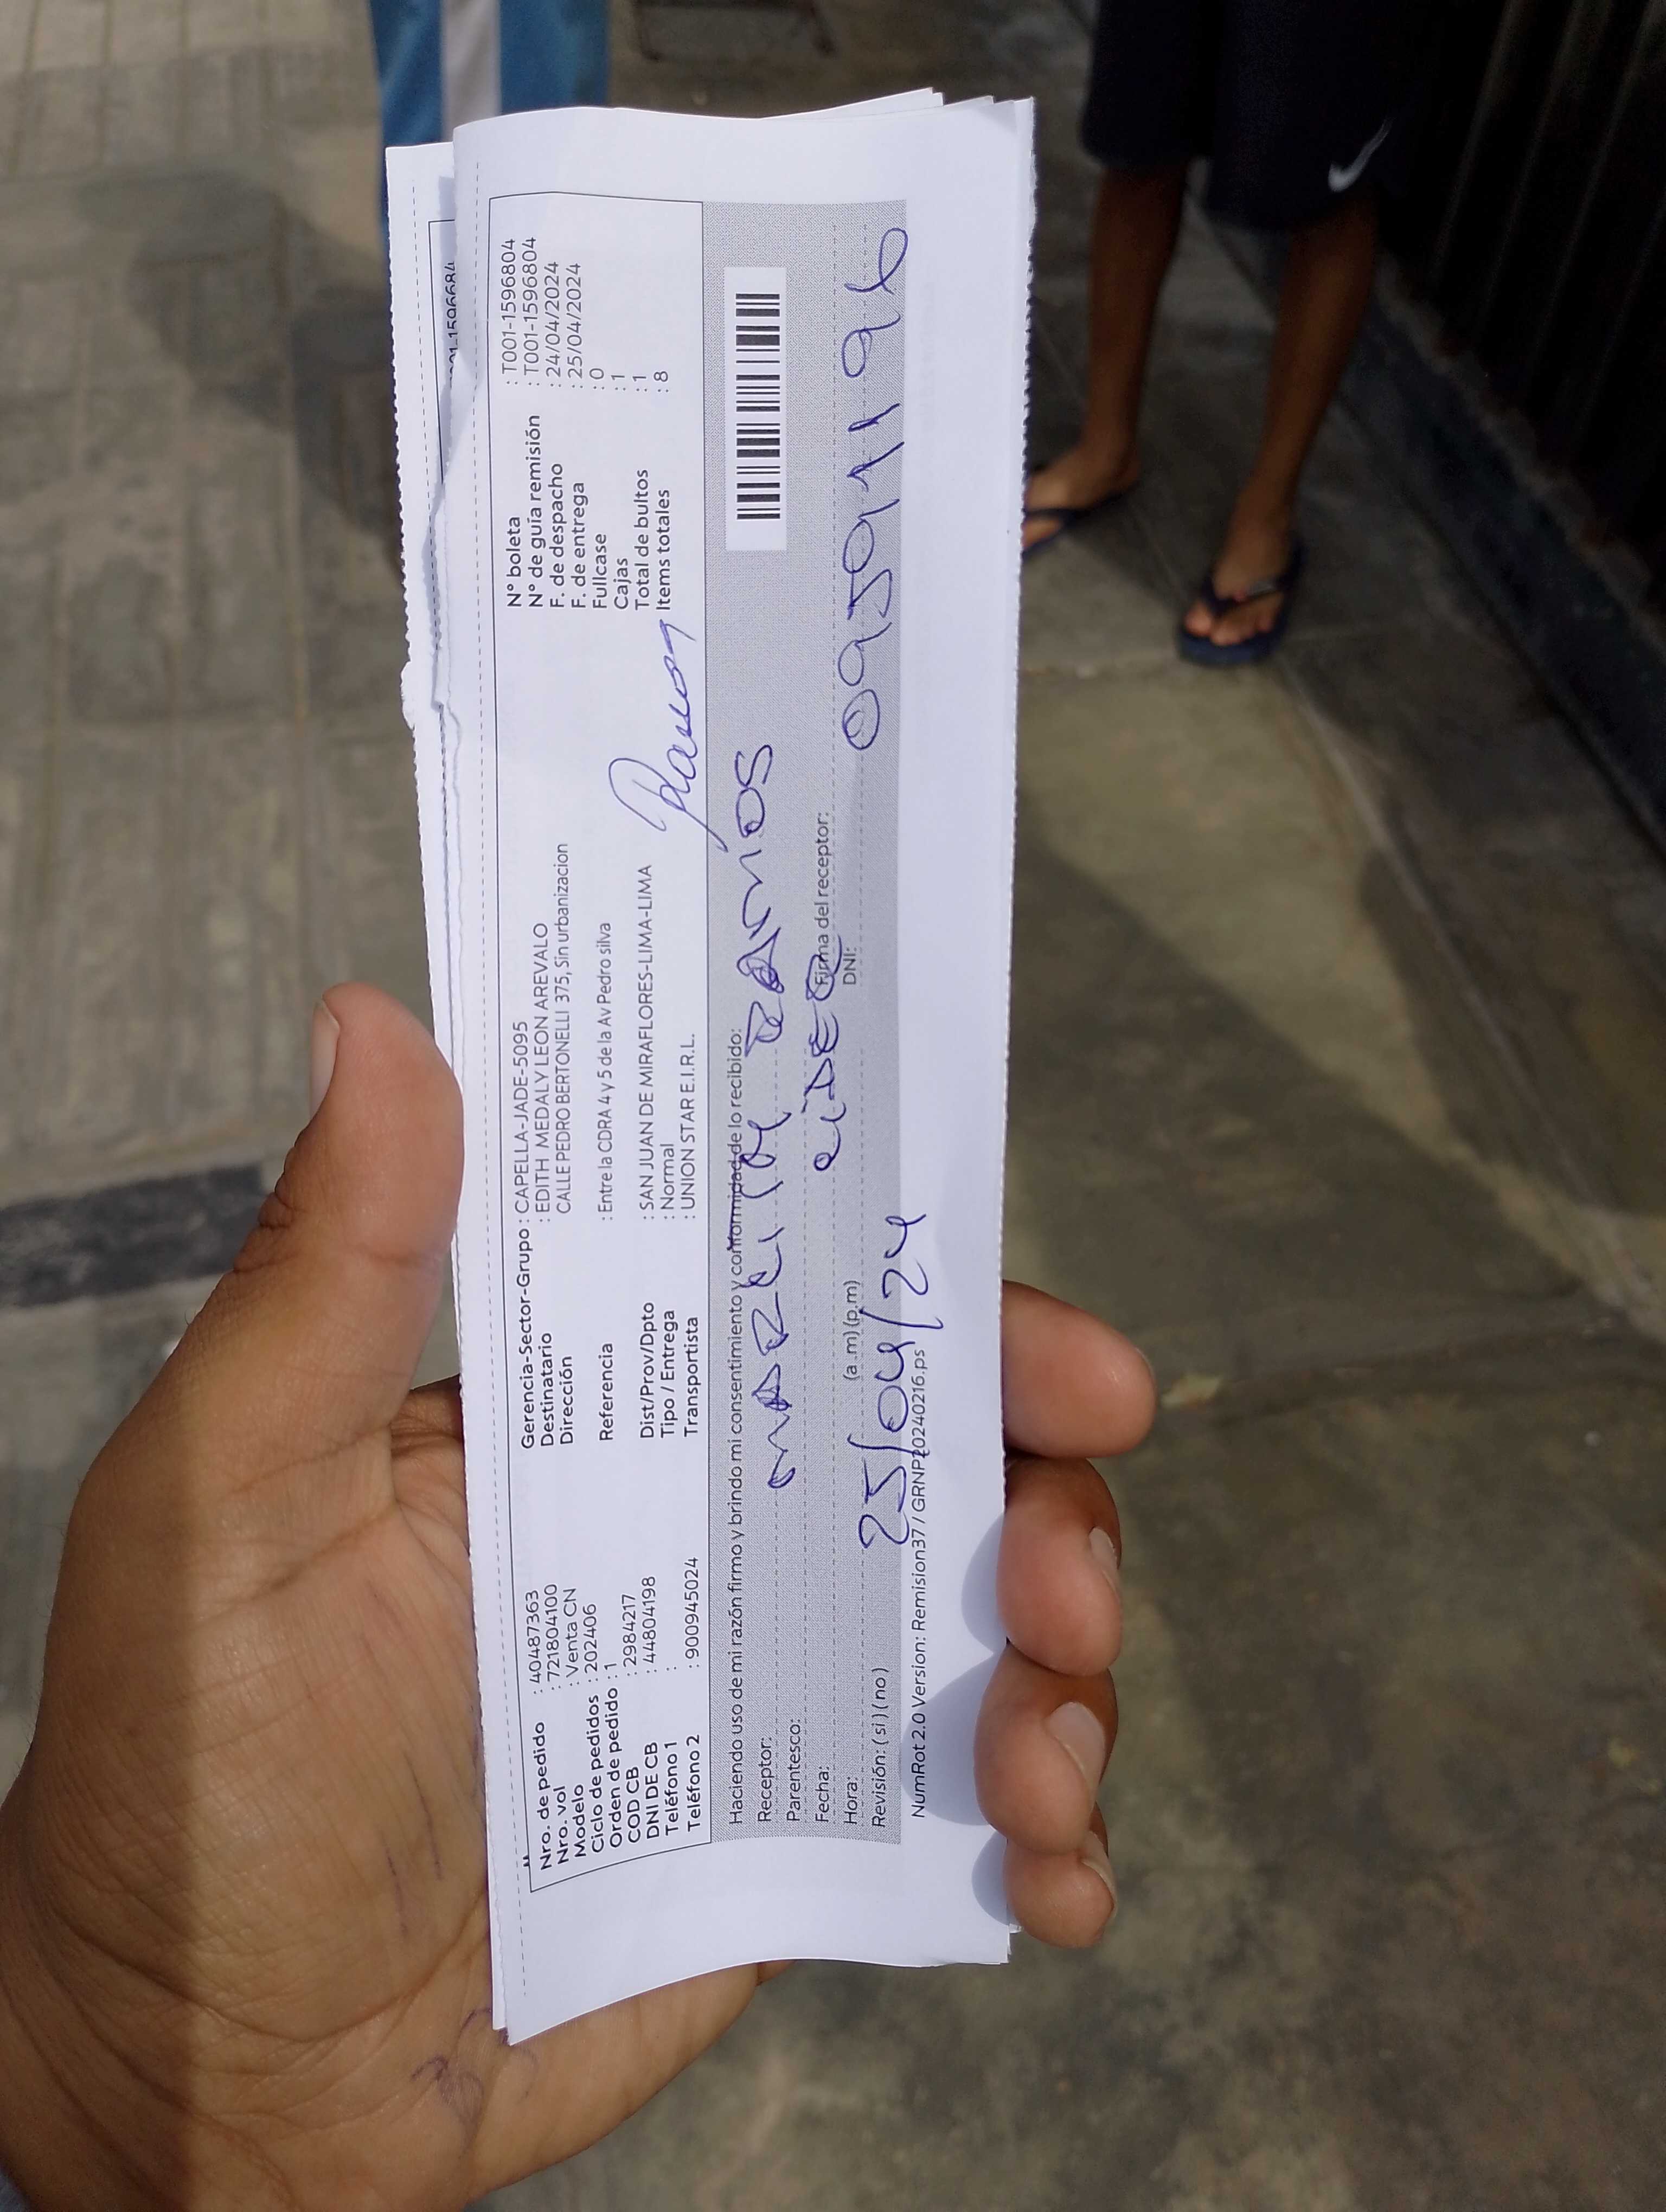 01-1596684
Nro. de pedido : 40487363 Gerencia-Sector-Grupo : CAPELLA-JADE-5095 N° boleta : T001-1596804
Nro. vol : 721804100 Destinatario : EDITH MEDALY LEON AREVALO N° de guía remisión : T001-1596804
Modelo : Venta CN Dirección CALLE PEDRO BERTONELLI 375, Sin urbanizacion F. de despacho : 24/04/2024
Ciclo de pedidos : 202406 F. de entrega : 25/04/2024
Orden de pedido : 1 Referencia : Entre la CDRA 4 y 5 de la Av Pedro silva Fullcase : 0
COD CB : 2984217 Cajas : 1
DNI DE CB : 44804198 Dist/Prov/Dpto : SAN JUAN DE MIRAFLORES-LIMA-LIMA Total de bultos : 1
Teléfono 1 : Tipo / Entrega : Normal Items totales : 8
Teléfono 2 : 900945024 Transportista : UNION STAR E.I.R.L.
Haciendo uso de mi razón firmo y brindo mi consentimiento y conformidad de lo recibido:
Receptor:
Parentesco:
Fecha: Firma del receptor:
Hora: (a.m) (p.m) DNI: 09591196
25/04/24
Revisión: ( si ) ( no )
NumRot 2.0 Version: Remision37 / GRNP20240216.ps